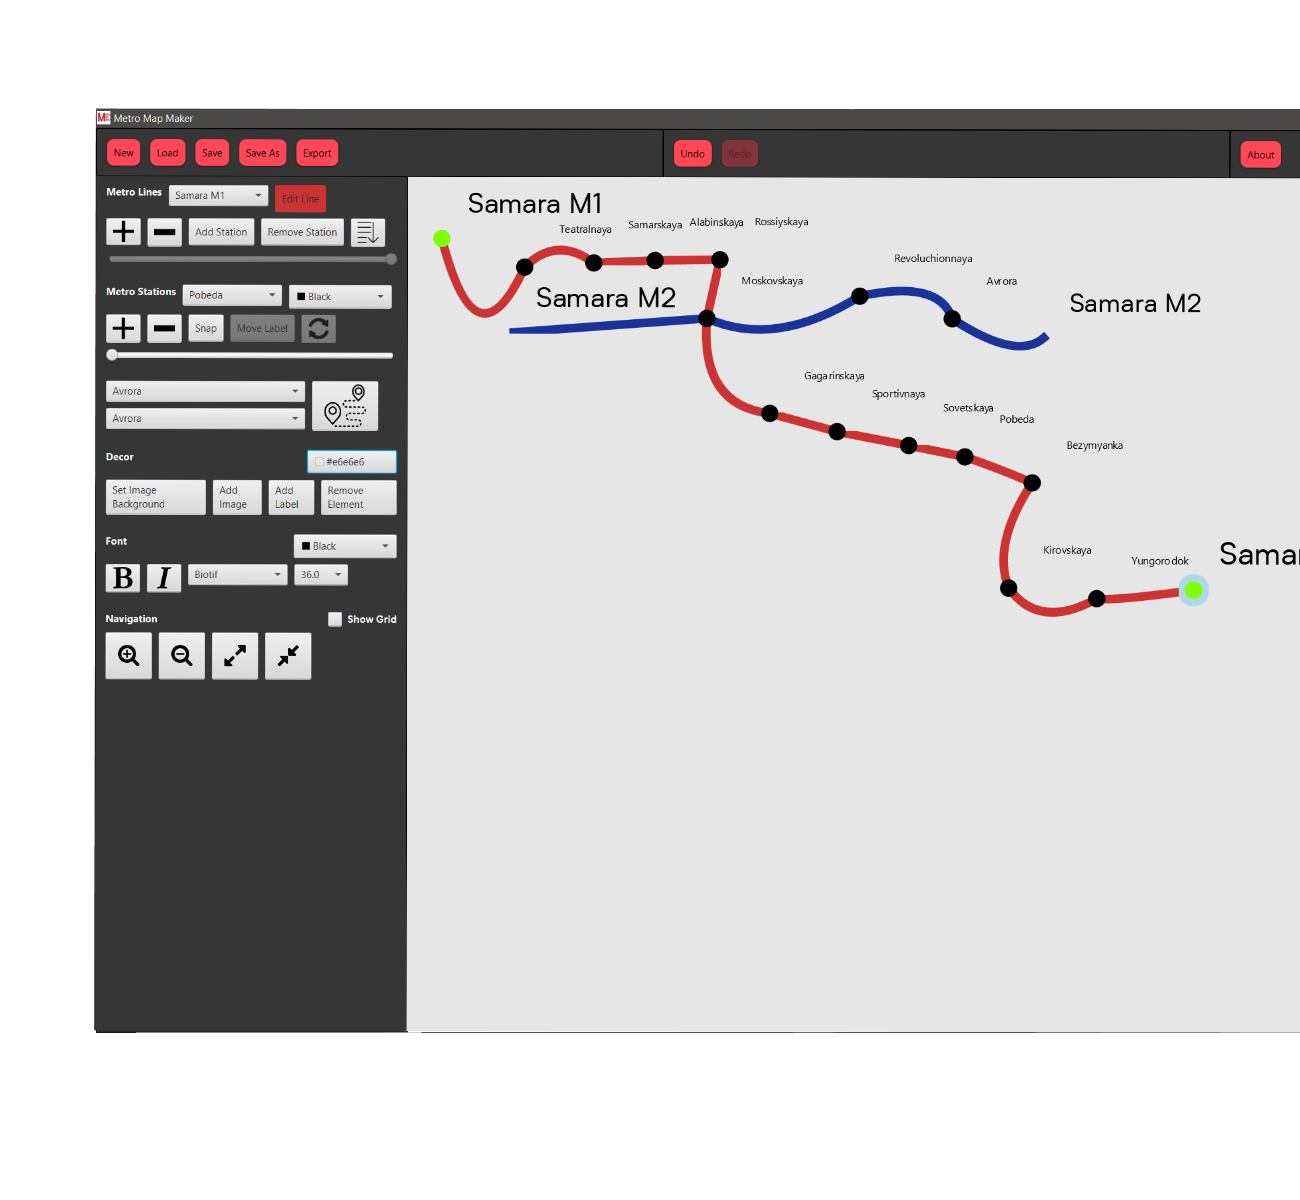 Metro Map Maker
New Load Save Save As Export Undo Redo About
Metro Lines Samara M1 Edit Line
Add Station Remove Station
Metro Stations Pobeda Black
Snap Move Label
Avrora
Avrora
Decor #e6e6e6
Set Image
Background
Add
Image
Add
Label
Remove
Element
Font Black
B I Biotif 36.0
Navigation Show Grid
Samara M1
Teatralnaya
Samarskaya
Alabinskaya
Rossiyskaya
Samara M2
Moskovskaya
Revoluchionnaya
Avrora
Samara M2
Gagarinskaya
Sportivnaya
Sovetskaya
Pobeda
Bezymyanka
Kirovskaya
Yungorodok